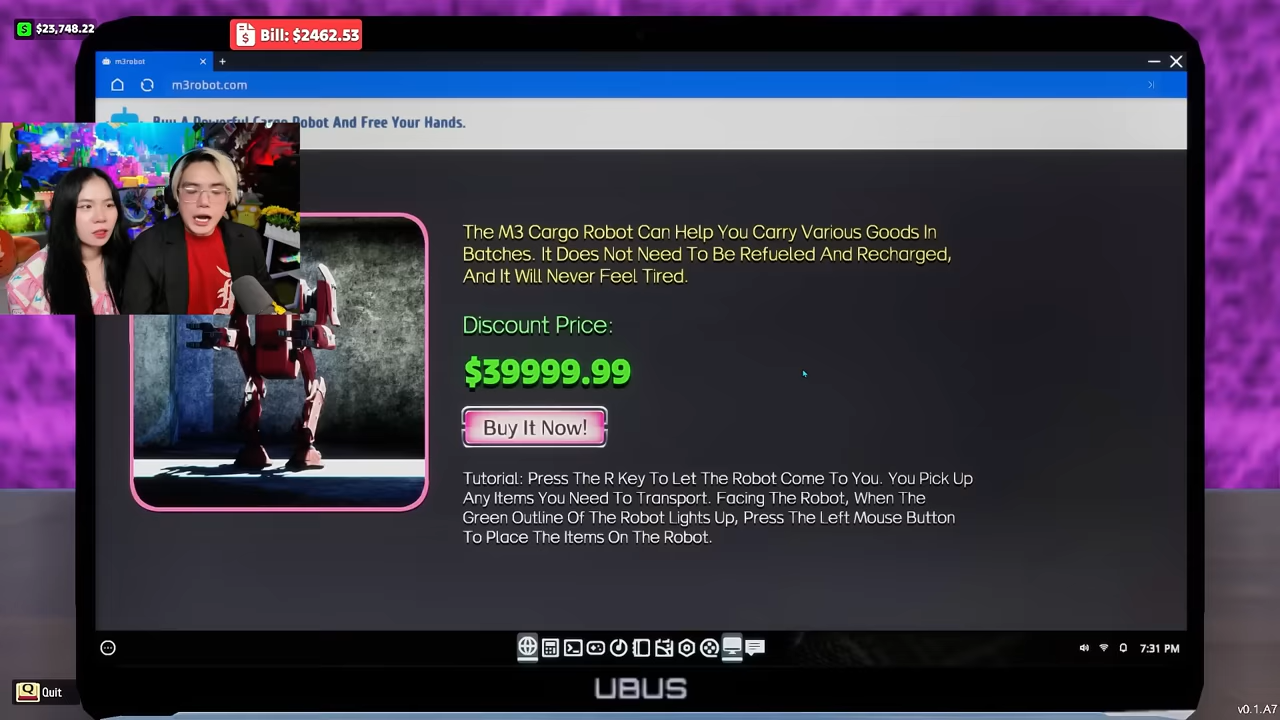 $23,748.22
Bill: $2462.53
m3robot
m3robot.com
Buy A Powerful Cargo Robot And Free Your Hands.
The M3 Cargo Robot Can Help You Carry Various Goods In
Batches. It Does Not Need To Be Refueled And Recharged,
And It Will Never Feel Tired.
Discount Price:
$39999.99
Buy It Now!
Tutorial: Press The R Key To Let The Robot Come To You. You Pick Up
Any Items You Need To Transport. Facing The Robot, When The
Green Outline Of The Robot Lights Up, Press The Left Mouse Button
To Place The Items On The Robot.
7:31 PM
UBUS
Q Quit
v0.1.A7